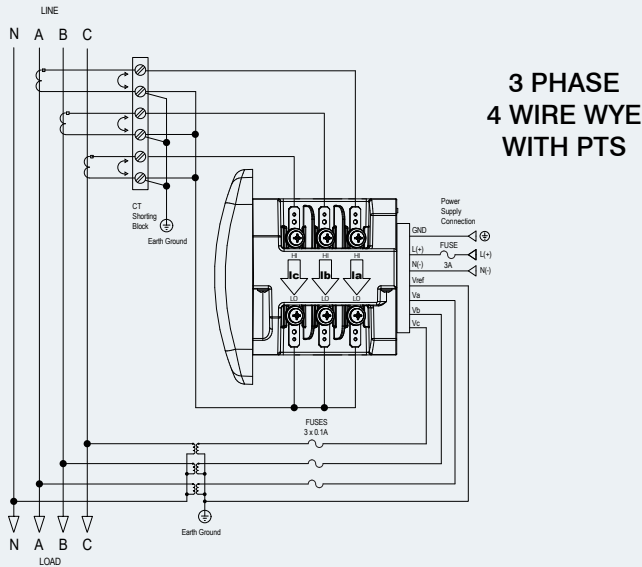 LINE
N A B C
3 PHASE
4 WIRE WYE
WITH PTS
CT
Shorting
Block
Earth Ground
Power
Supply
Connection
GND
L(+)
FUSE
L(+)
N(-)
3A
N(-)
Vref
Va
Vb
Vc
HI HI HI
Ic Ib Ia
LO LO LO
FUSES
3 x 0.1A
Earth Ground
N A B C
LOAD